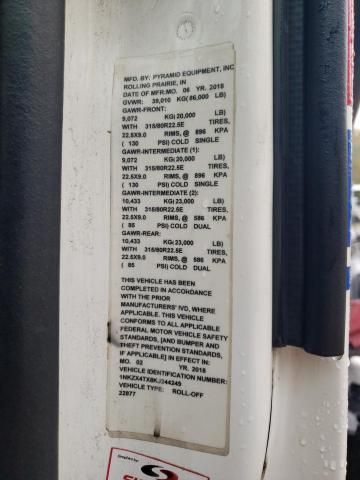 MFD. BY: PYRAMID EQUIPMENT, INC
ROLLING PRAIRIE, IN
DATE OF MFR:MO. 06 YR. 2018
GVWR: 39,010 KG(86,000 LB)
GAWR-FRONT:
9,072 KG(20,000 LB)
WITH 315/80R22.5E TIRES,
22.5X9.0 RIMS,@ 896 KPA
( 130 PSI) COLD SINGLE
GAWR-INTERMEDIATE (1):
9,072 KG(20,000 LB)
WITH 315/80R22.5E TIRES,
22.5X9.0 RIMS,@ 896 KPA
( 130 PSI) COLD SINGLE
GAWR-INTERMEDIATE (2):
10,433 KG(23,000 LB)
WITH 315/80R22.5E TIRES,
22.5X9.0 RIMS,@ 586 KPA
( 85 PSI) COLD DUAL
GAWR-REAR:
10,433 KG(23,000 LB)
WITH 315/80R22.5E TIRES,
22.5X9.0 RIMS,@ 586 KPA
( 85 PSI) COLD DUAL
THIS VEHICLE HAS BEEN
COMPLETED IN ACCORDANCE
WITH THE PRIOR
MANUFACTURERS' IVD, WHERE
APPLICABLE. THIS VEHICLE
CONFORMS TO ALL APPLICABLE
FEDERAL MOTOR VEHICLE SAFETY
STANDARDS, [AND BUMPER AND
THEFT PREVENTION STANDARDS,
IF APPLICABLE] IN EFFECT IN:
MO. 02 YR. 2018
VEHICLE IDENTIFICATION NUMBER:
1NKZX4TX8KJ244249
VEHICLE TYPE: ROLL-OFF
22877